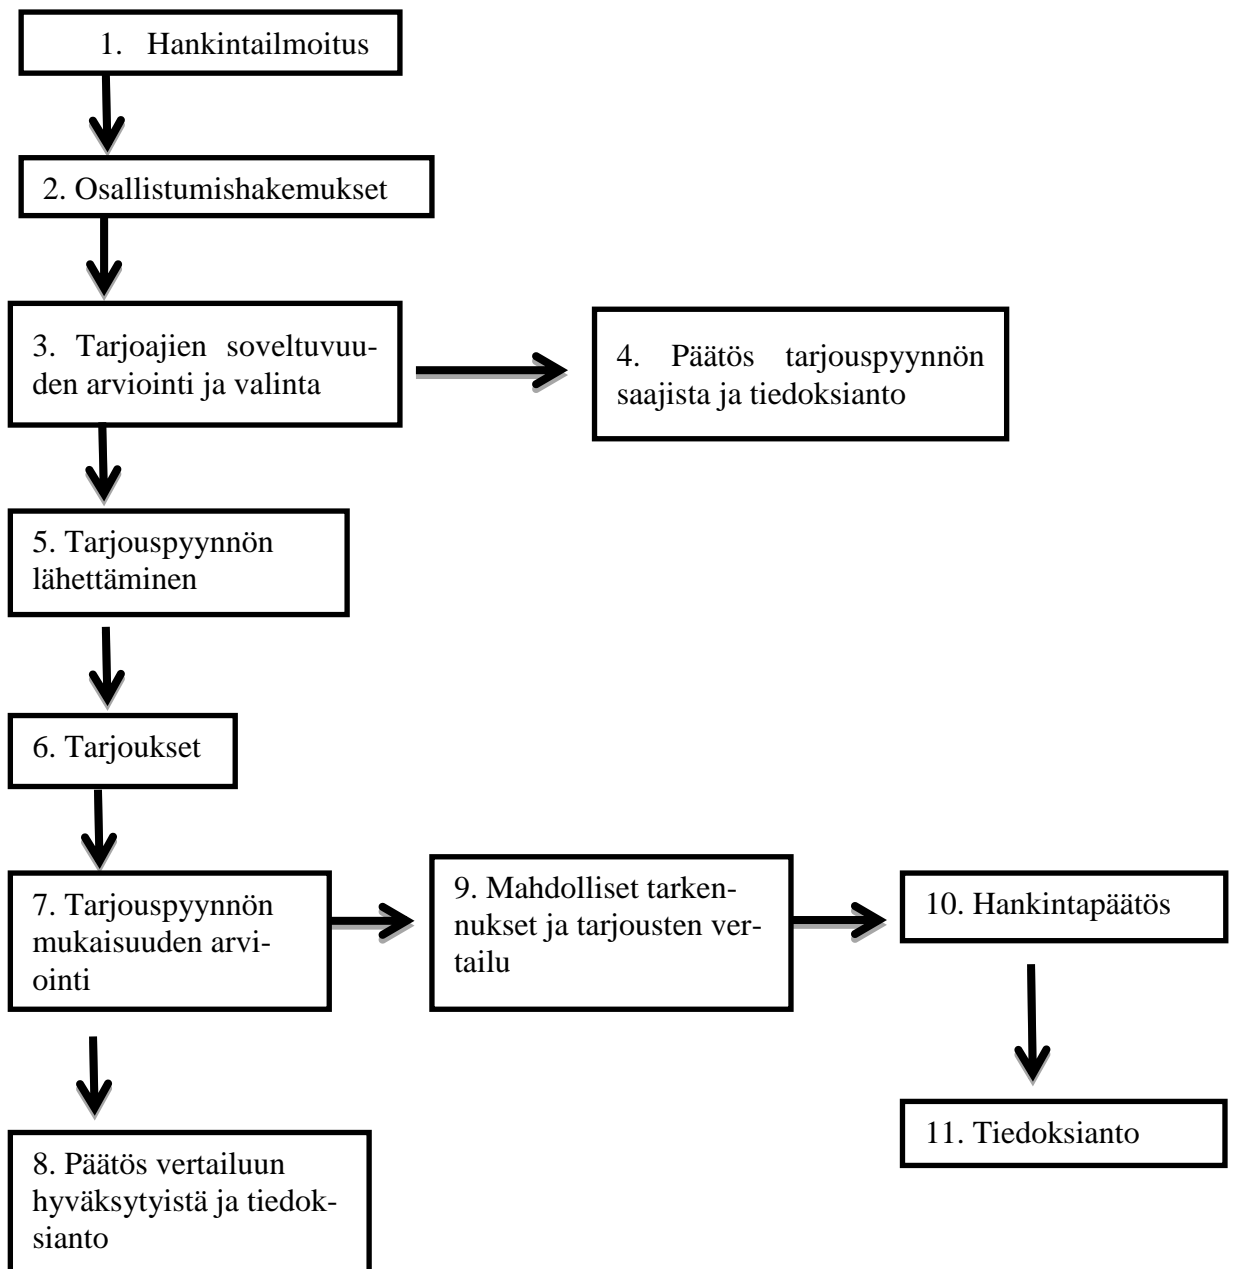 1. Hankintailmoitus
2. Osallistumishakemukset
3. Tarjoajien soveltuvuu-
den arviointi ja valinta
4. Päätös tarjouspyynnön
saajista ja tiedoksianto
5. Tarjouspyynnön
lähettäminen
6. Tarjoukset
7. Tarjouspyynnön
mukaisuuden arvi-
ointi
8. Päätös vertailuun
hyväksytyistä ja tiedok-
sianto
9. Mahdolliset tarken-
nukset ja tarjousten ver-
tailu
10. Hankintapäätös
11. Tiedoksianto